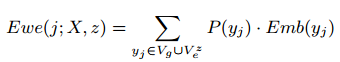 Ewe(j; X, z) = ∑_{y_j ∈ V_g ∪ V_e^z} P(y_j) · Emb(y_j)